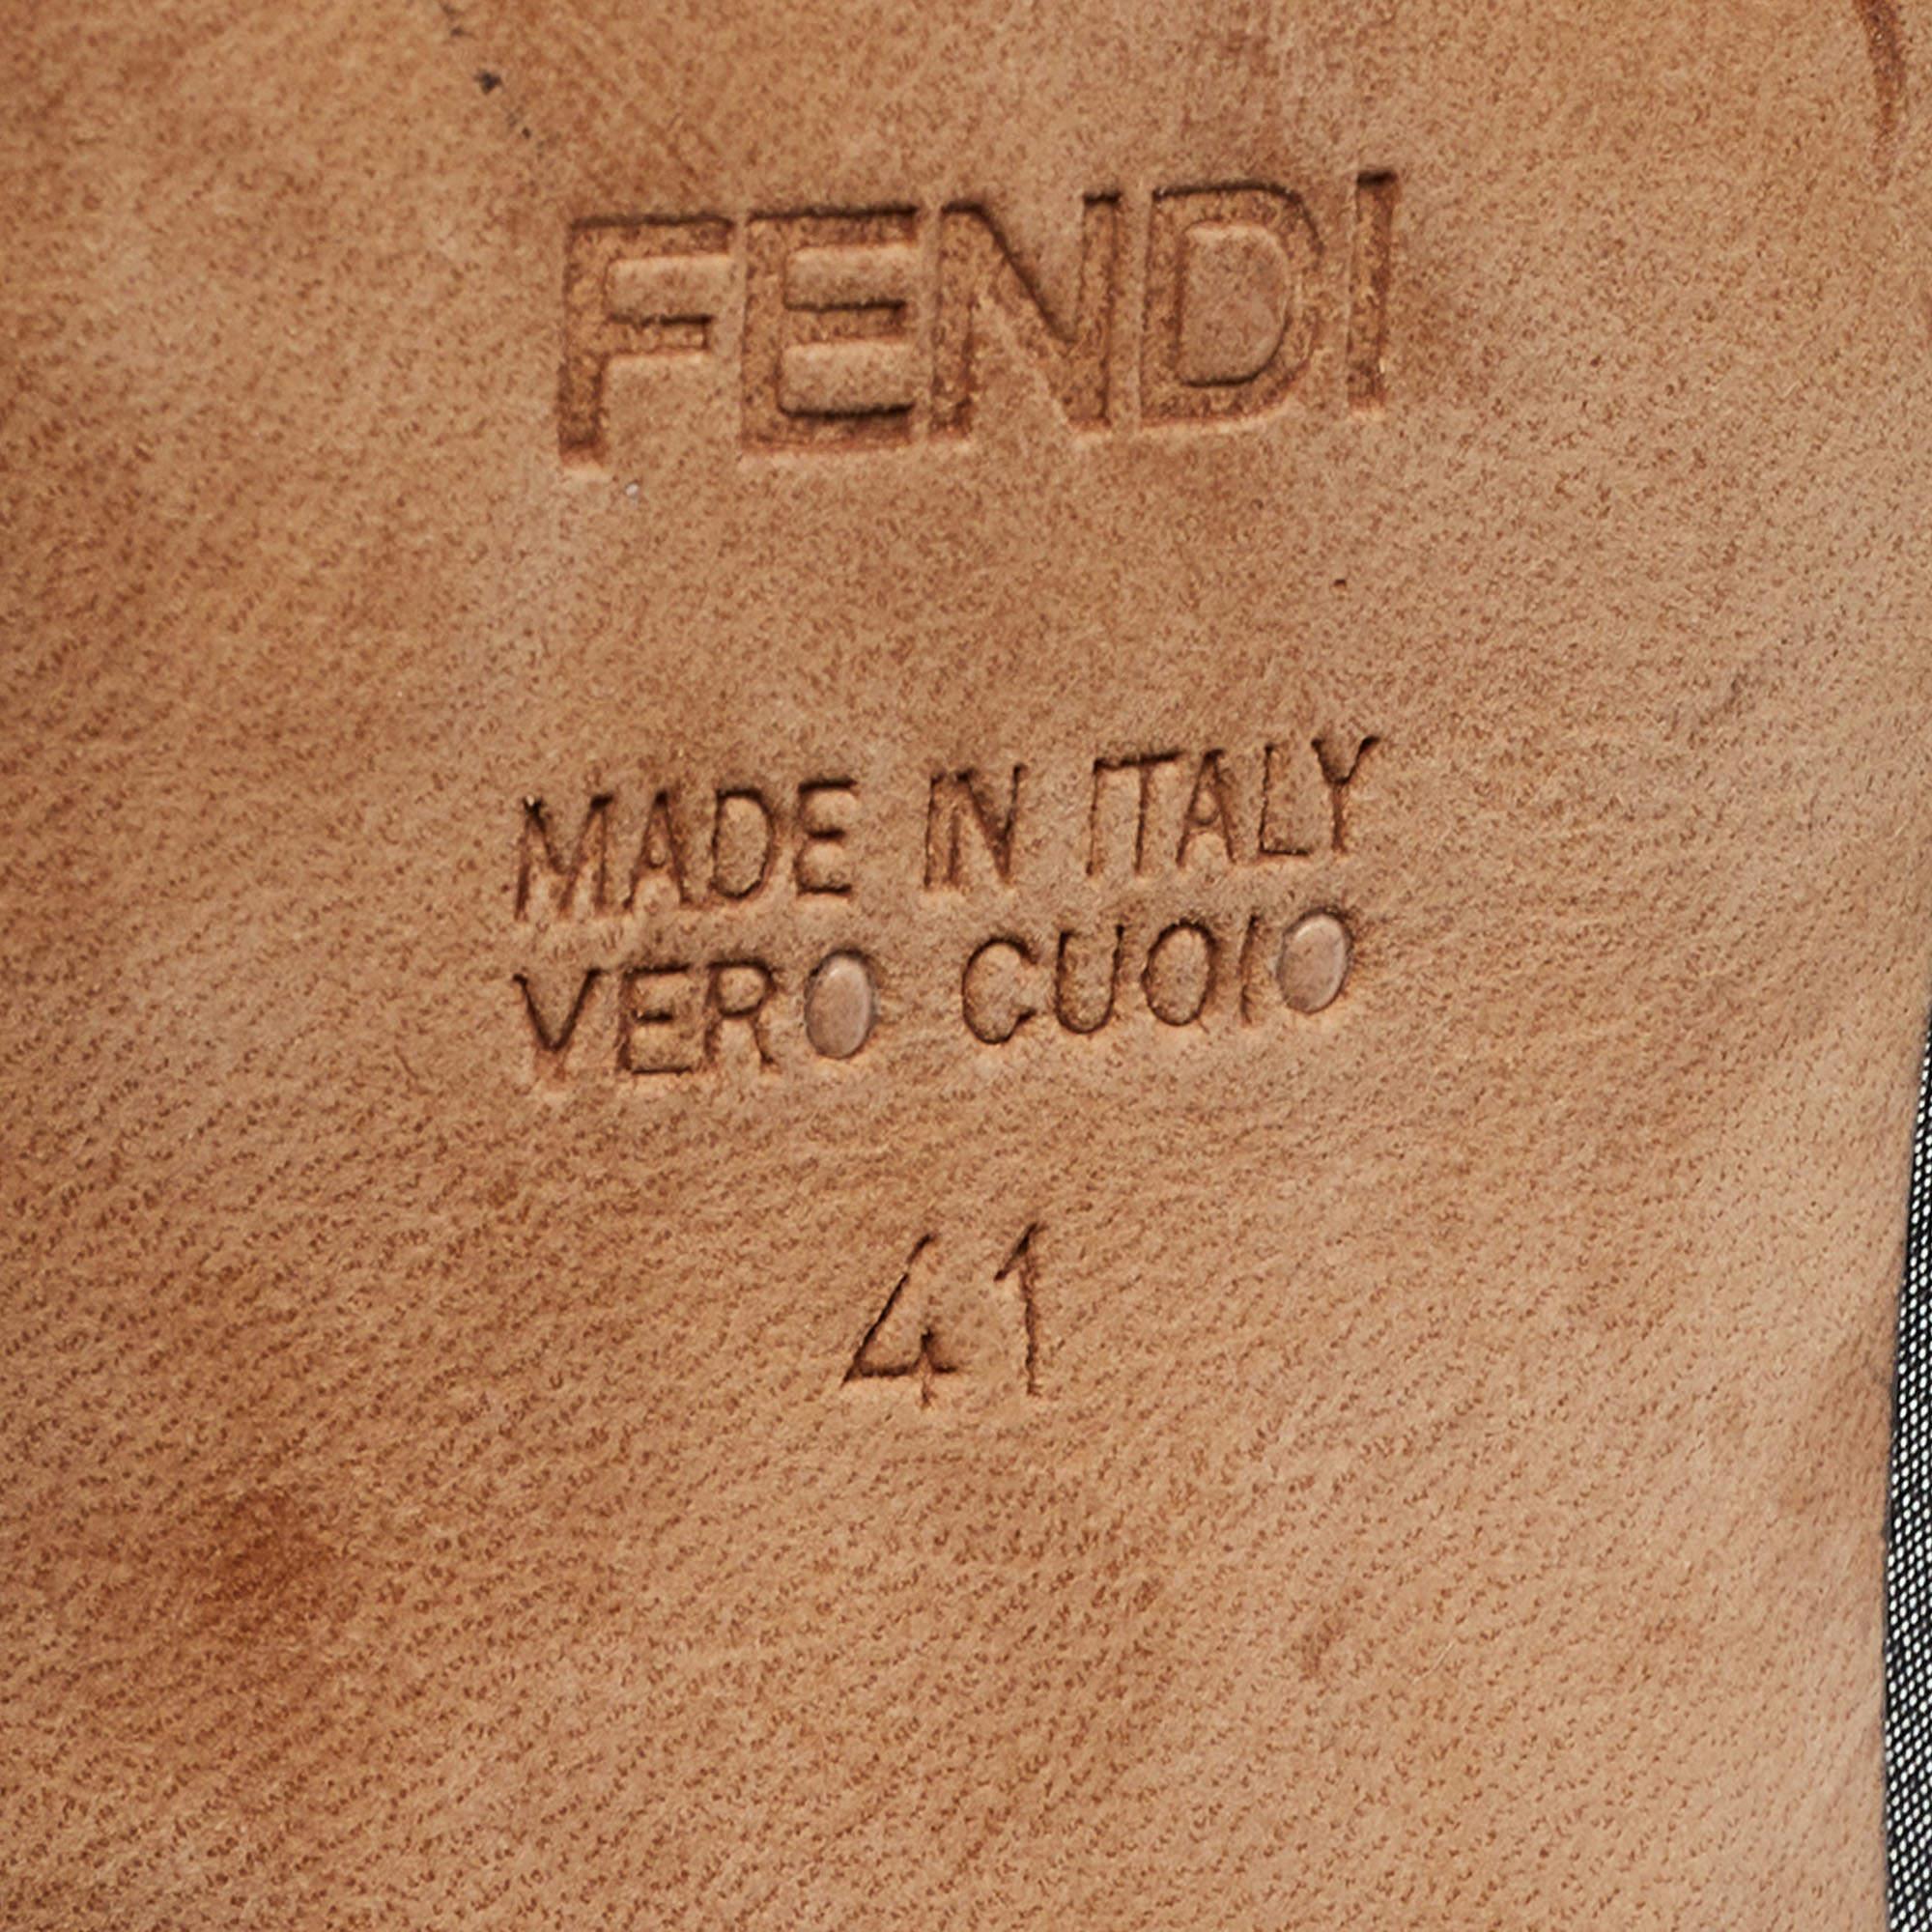 FENDI
MADE IN ITALY
VERO CUOIO
41